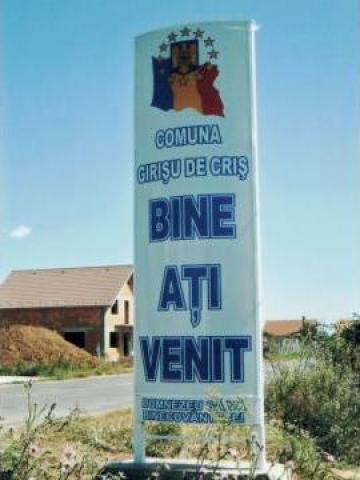 COMUNA
GIRIŞU DE CRIŞ
BINE
AŢI
VENIT
DUMNEZEU SĂ VĂ